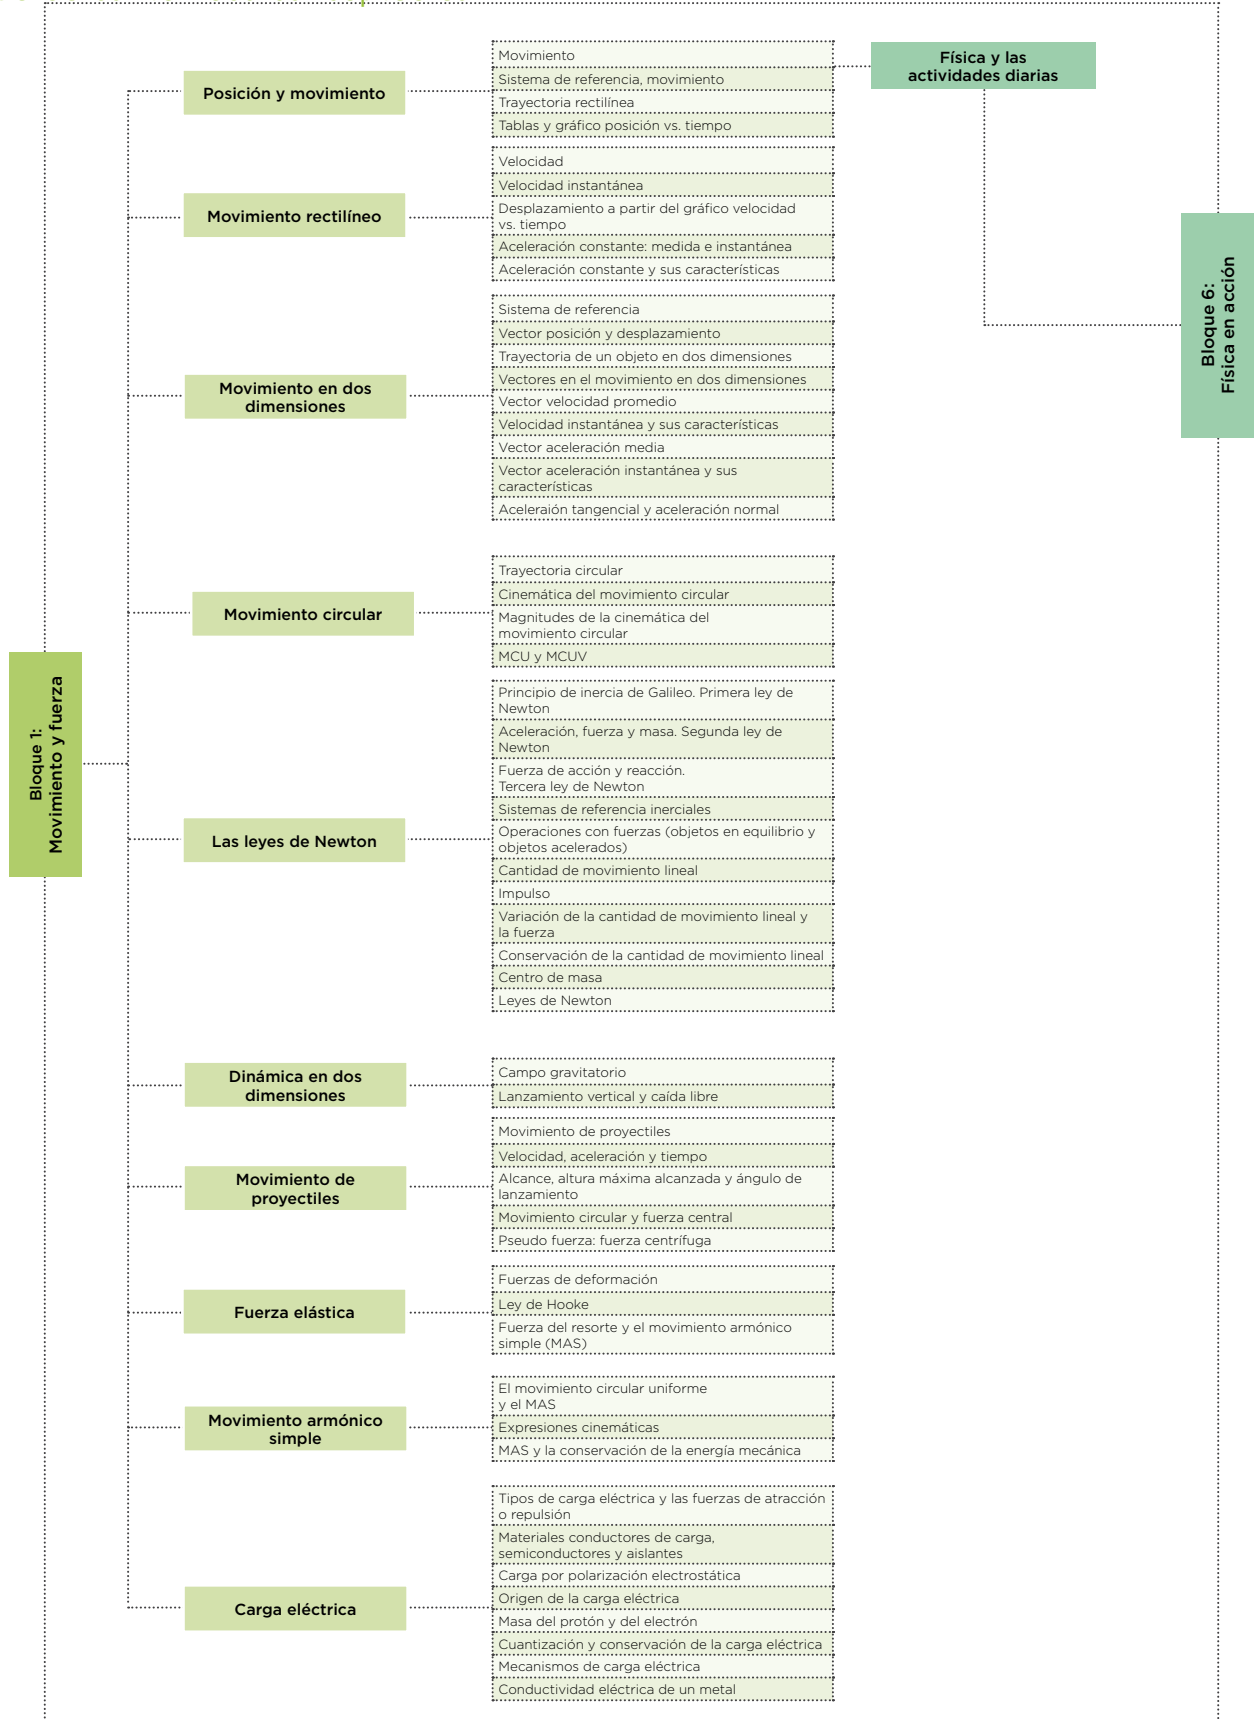 Bloque 1:
Movimiento y fuerza
Posición y movimiento
Movimiento
Sistema de referencia, movimiento
Trayectoria rectilínea
Tablas y gráfico posición vs. tiempo
Física y las
actividades diarias
Bloque 6:
Física en acción
Movimiento rectilíneo
Velocidad
Velocidad instantánea
Desplazamiento a partir del gráfico velocidad
vs. tiempo
Aceleración constante: medida e instantánea
Aceleración constante y sus características
Movimiento en dos
dimensiones
Sistema de referencia
Vector posición y desplazamiento
Trayectoria de un objeto en dos dimensiones
Vectores en el movimiento en dos dimensiones
Vector velocidad promedio
Velocidad instantánea y sus características
Vector aceleración media
Vector aceleración instantánea y sus
características
Aceleraión tangencial y aceleración normal
Movimiento circular
Trayectoria circular
Cinemática del movimiento circular
Magnitudes de la cinemática del
movimiento circular
MCU y MCUV
Las leyes de Newton
Principio de inercia de Galileo. Primera ley de
Newton
Aceleración, fuerza y masa. Segunda ley de
Newton
Fuerza de acción y reacción.
Tercera ley de Newton
Sistemas de referencia inerciales
Operaciones con fuerzas (objetos en equilibrio y
objetos acelerados)
Cantidad de movimiento lineal
Impulso
Variación de la cantidad de movimiento lineal y
la fuerza
Conservación de la cantidad de movimiento lineal
Centro de masa
Leyes de Newton
Dinámica en dos
dimensiones
Campo gravitatorio
Lanzamiento vertical y caída libre
Movimiento de
proyectiles
Movimiento de proyectiles
Velocidad, aceleración y tiempo
Alcance, altura máxima alcanzada y ángulo de
lanzamiento
Movimiento circular y fuerza central
Pseudo fuerza: fuerza centrífuga
Fuerza elástica
Fuerzas de deformación
Ley de Hooke
Fuerza del resorte y el movimiento armónico
simple (MAS)
Movimiento armónico
simple
El movimiento circular uniforme
y el MAS
Expresiones cinemáticas
MAS y la conservación de la energía mecánica
Carga eléctrica
Tipos de carga eléctrica y las fuerzas de atracción
o repulsión
Materiales conductores de carga,
semiconductores y aislantes
Carga por polarización electrostática
Origen de la carga eléctrica
Masa del protón y del electrón
Cuantización y conservación de la carga eléctrica
Mecanismos de carga eléctrica
Conductividad eléctrica de un metal